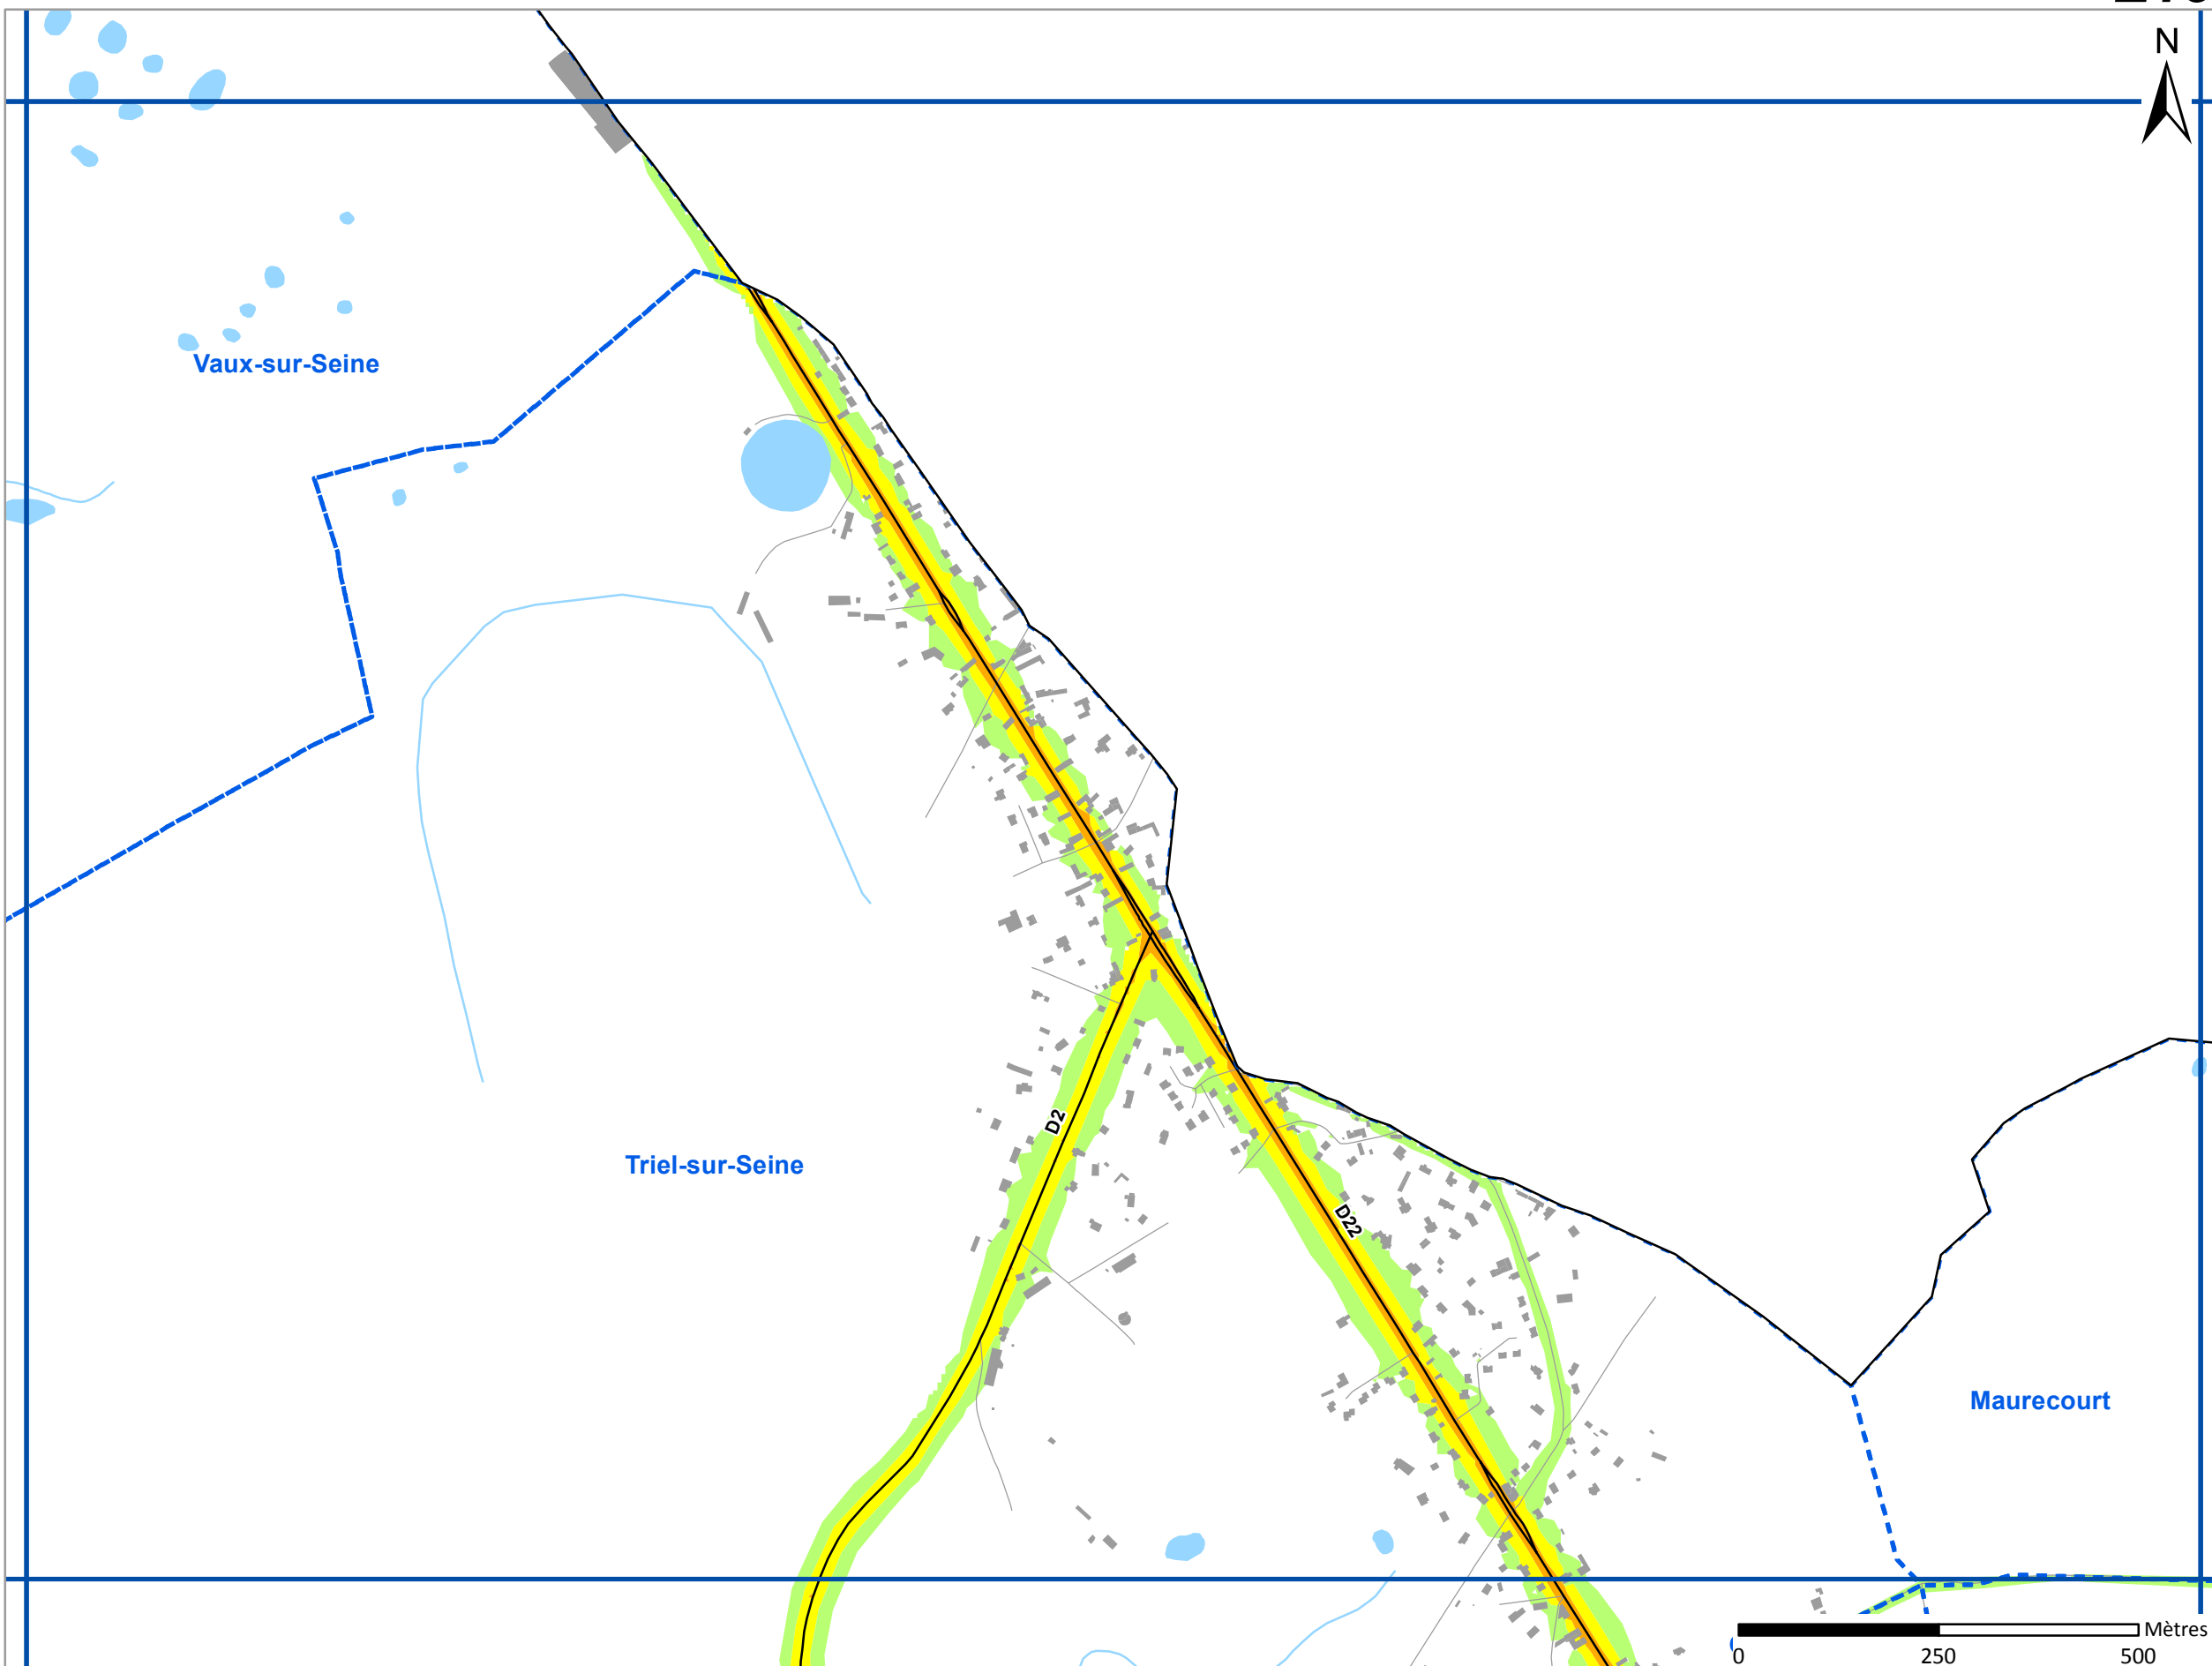 N
Vaux-sur-Seine
D2
Triel-sur-Seine
D22
Maurecourt
Mètres
0 250 500